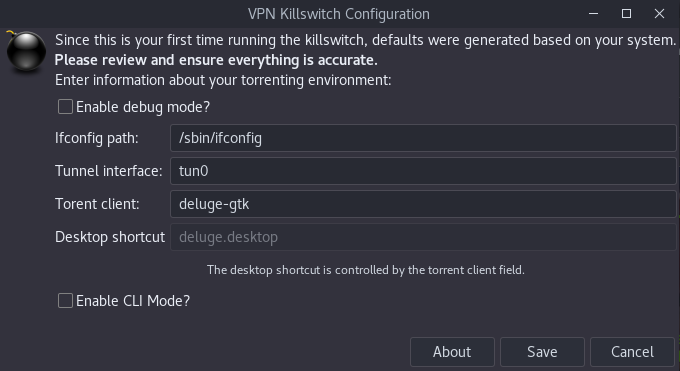 VPN Killswitch Configuration
Since this is your first time running the killswitch, defaults were generated based on your system.
Please review and ensure everything is accurate.
Enter information about your torrenting environment:
Enable debug mode?
Ifconfig path: /sbin/ifconfig
Tunnel interface: tun0
Torent client: deluge-gtk
Desktop shortcut deluge.desktop
The desktop shortcut is controlled by the torrent client field.
Enable CLI Mode?
About Save Cancel